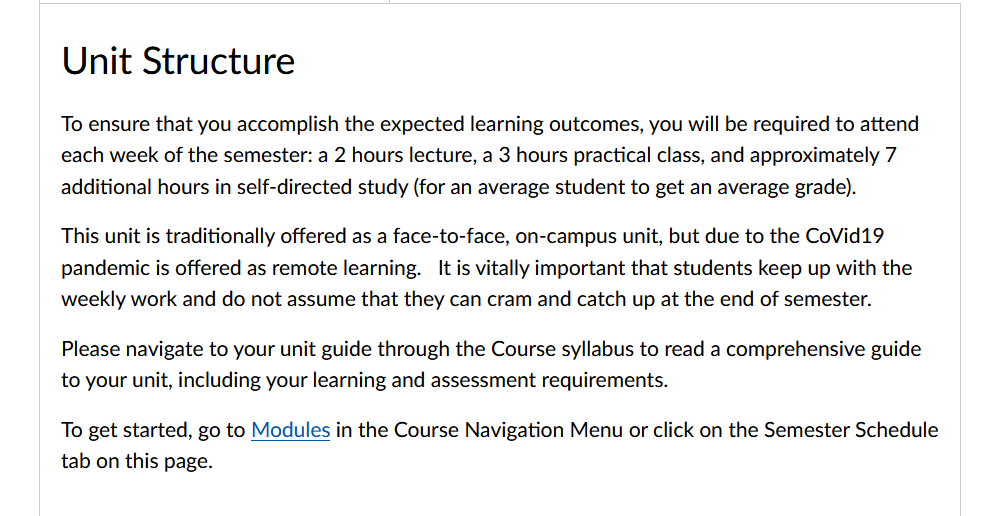 Unit Structure
To ensure that you accomplish the expected learning outcomes, you will be required to attend
each week of the semester: a 2 hours lecture, a 3 hours practical class, and approximately 7
additional hours in self-directed study (for an average student to get an average grade).
This unit is traditionally offered as a face-to-face, on-campus unit, but due to the CoVid19
pandemic is offered as remote learning.   It is vitally important that students keep up with the
weekly work and do not assume that they can cram and catch up at the end of semester.
Please navigate to your unit guide through the Course syllabus to read a comprehensive guide
to your unit, including your learning and assessment requirements.
To get started, go to Modules in the Course Navigation Menu or click on the Semester Schedule
tab on this page.